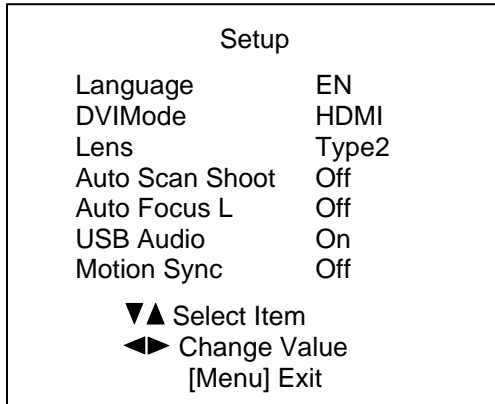 Setup
Language EN
DVIMode HDMI
Lens Type2
Auto Scan Shoot Off
Auto Focus L Off
USB Audio On
Motion Sync Off
▼▲ Select Item
◄► Change Value
[Menu] Exit